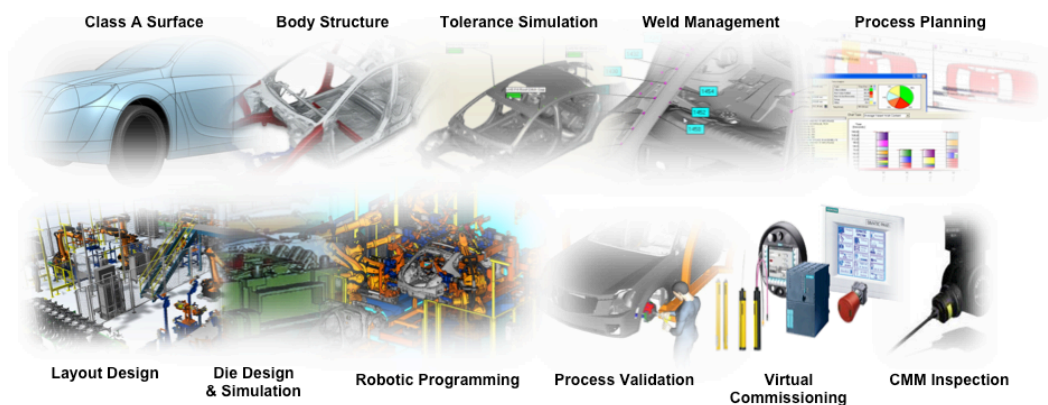 Class A Surface
Body Structure
Tolerance Simulation
Weld Management
Process Planning
Layout Design
Die Design
& Simulation
Robotic Programming
Process Validation
Virtual
Commissioning
CMM Inspection